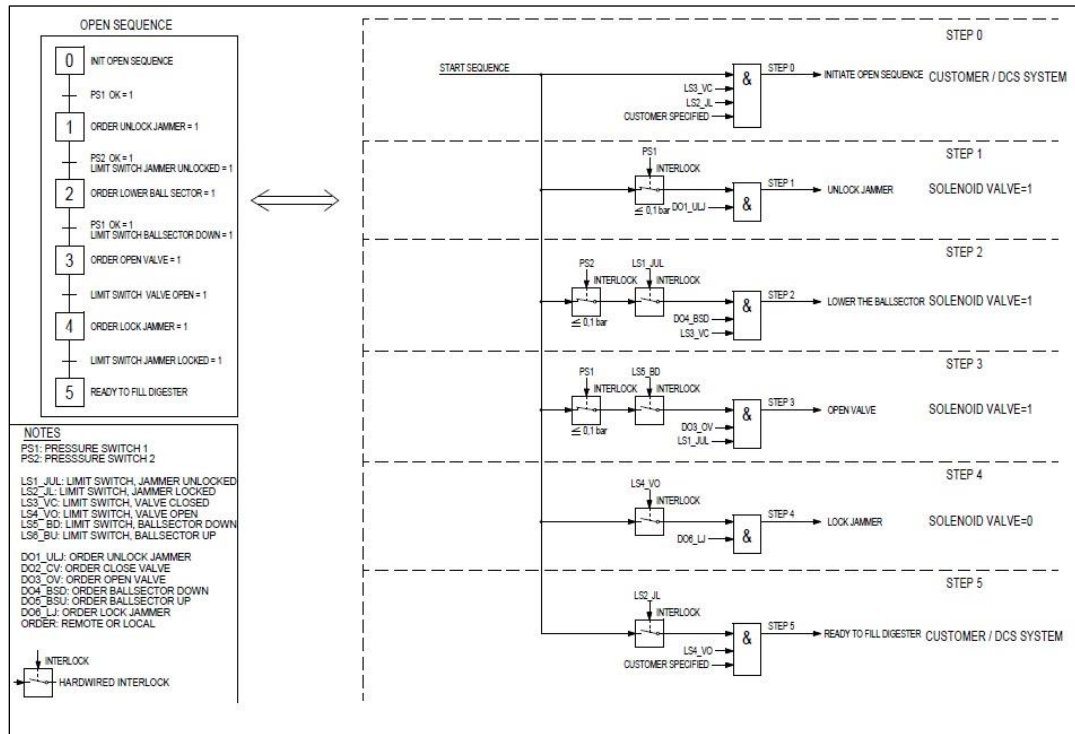 OPEN SEQUENCE
0 INIT OPEN SEQUENCE
PS1 OK = 1
1 ORDER UNLOCK JAMMER = 1
PS2 OK = 1
LIMIT SWITCH JAMMER UNLOCKED = 1
2 ORDER LOWER BALL SECTOR = 1
PS1 OK = 1
LIMIT SWITCH BALLSECTOR DOWN = 1
3 ORDER OPEN VALVE = 1
LIMIT SWITCH VALVE OPEN = 1
4 ORDER LOCK JAMMER = 1
LIMIT SWITCH JAMMER LOCKED = 1
5 READY TO FILL DIGESTER
NOTES
PS1: PRESSURE SWITCH 1
PS2: PRESSSURE SWITCH 2
LS1_JUL: LIMIT SWITCH, JAMMER UNLOCKED
LS2_JL: LIMIT SWITCH, JAMMER LOCKED
LS3_VC: LIMIT SWITCH, VALVE CLOSED
LS4_VO: LIMIT SWITCH, VALVE OPEN
LS5_BD: LIMIT SWITCH, BALLSECTOR DOWN
LS6_BU: LIMIT SWITCH, BALLSECTOR UP
DO1_ULJ: ORDER UNLOCK JAMMER
DO2_CV: ORDER CLOSE VALVE
DO3_OV: ORDER OPEN VALVE
DO4_BSD: ORDER BALLSECTOR DOWN
DO5_BSU: ORDER BALLSECTOR UP
DO6_LJ: ORDER LOCK JAMMER
ORDER: REMOTE OR LOCAL
INTERLOCK
HARDWIRED INTERLOCK
STEP 0
START SEQUENCE
& STEP 0 INITIATE OPEN SEQUENCE CUSTOMER / DCS SYSTEM
LS3_VC
LS2_JL
CUSTOMER SPECIFIED
STEP 1
PS1
INTERLOCK
≤ 0,1 bar
DO1_ULJ
& STEP 1 UNLOCK JAMMER SOLENOID VALVE=1
STEP 2
PS2 LS1_JUL
INTERLOCK INTERLOCK
≤ 0,1 bar
& STEP 2 LOWER THE BALLSECTOR SOLENOID VALVE=1
DO4_BSD
LS3_VC
STEP 3
PS1 LS5_BD
INTERLOCK INTERLOCK
≤ 0,1 bar
& STEP 3 OPEN VALVE SOLENOID VALVE=1
DO3_OV
LS1_JUL
STEP 4
LS4_VO
INTERLOCK
& STEP 4 LOCK JAMMER SOLENOID VALVE=0
DO6_LJ
STEP 5
LS2_JL
INTERLOCK
& STEP 5 READY TO FILL DIGESTER CUSTOMER / DCS SYSTEM
LS4_VO
CUSTOMER SPECIFIED